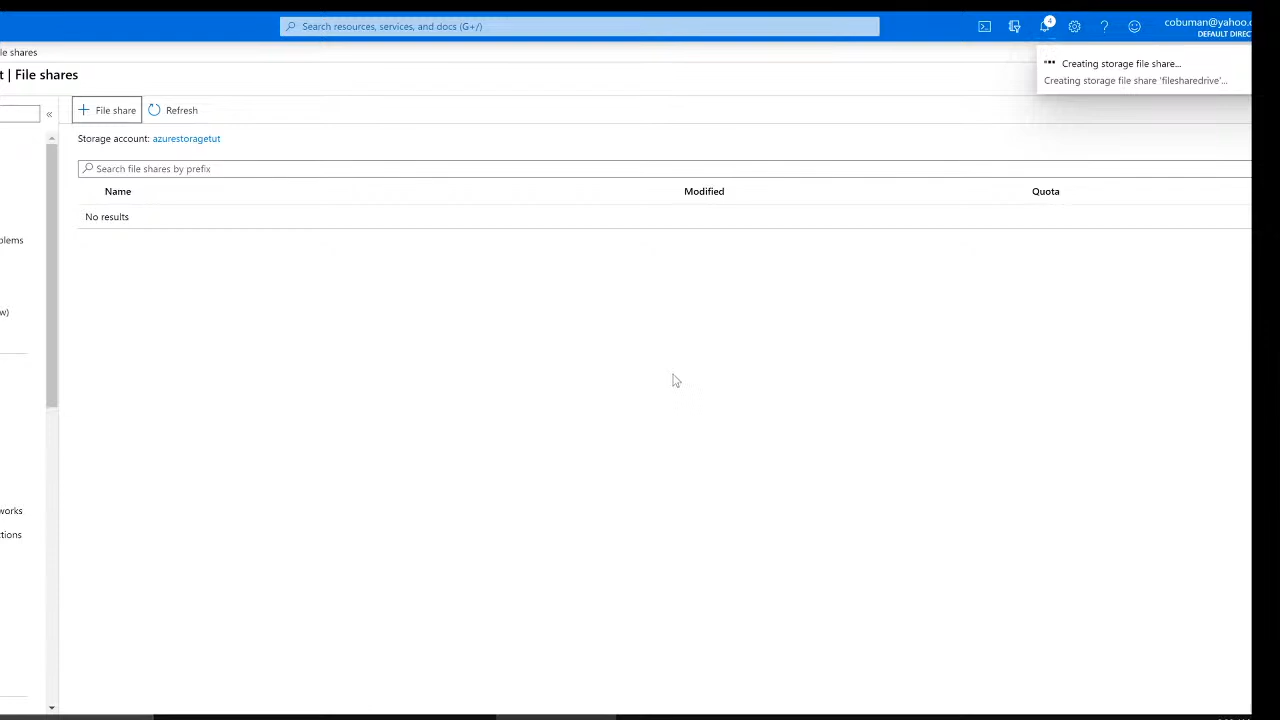 Search resources, services, and docs (G+/)
4
cobuman@yahoo.c
DEFAULT DIREC
le shares
t | File shares
Creating storage file share...
Creating storage file share 'filesharedrive'...
+ File share
Refresh
«
Storage account: azurestoragetut
Search file shares by prefix
Name
Modified
Quota
No results
blems
w)
works
ctions